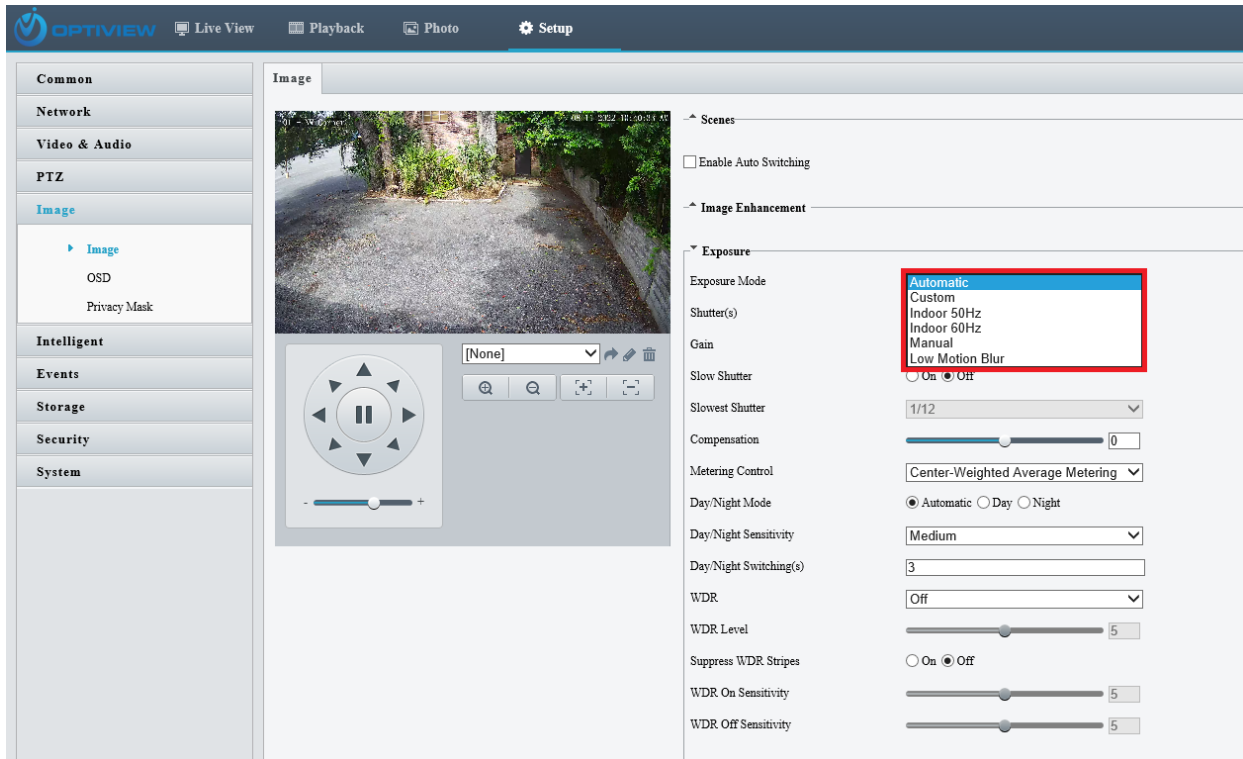 OPTIVIEW Live View Playback Photo Setup
Common
Network
Video & Audio
PTZ
Image
Image
OSD
Privacy Mask
Intelligent
Events
Storage
Security
System
Image
[None]
- +
Scenes
Enable Auto Switching
Image Enhancement
Exposure
Exposure Mode
Automatic
Custom
Indoor 50Hz
Indoor 60Hz
Manual
Low Motion Blur
Shutter(s)
Gain
Slow Shutter On Off
Slowest Shutter 1/12
Compensation 0
Metering Control Center-Weighted Average Metering
Day/Night Mode Automatic Day Night
Day/Night Sensitivity Medium
Day/Night Switching(s) 3
WDR Off
WDR Level 5
Suppress WDR Stripes On Off
WDR On Sensitivity 5
WDR Off Sensitivity 5